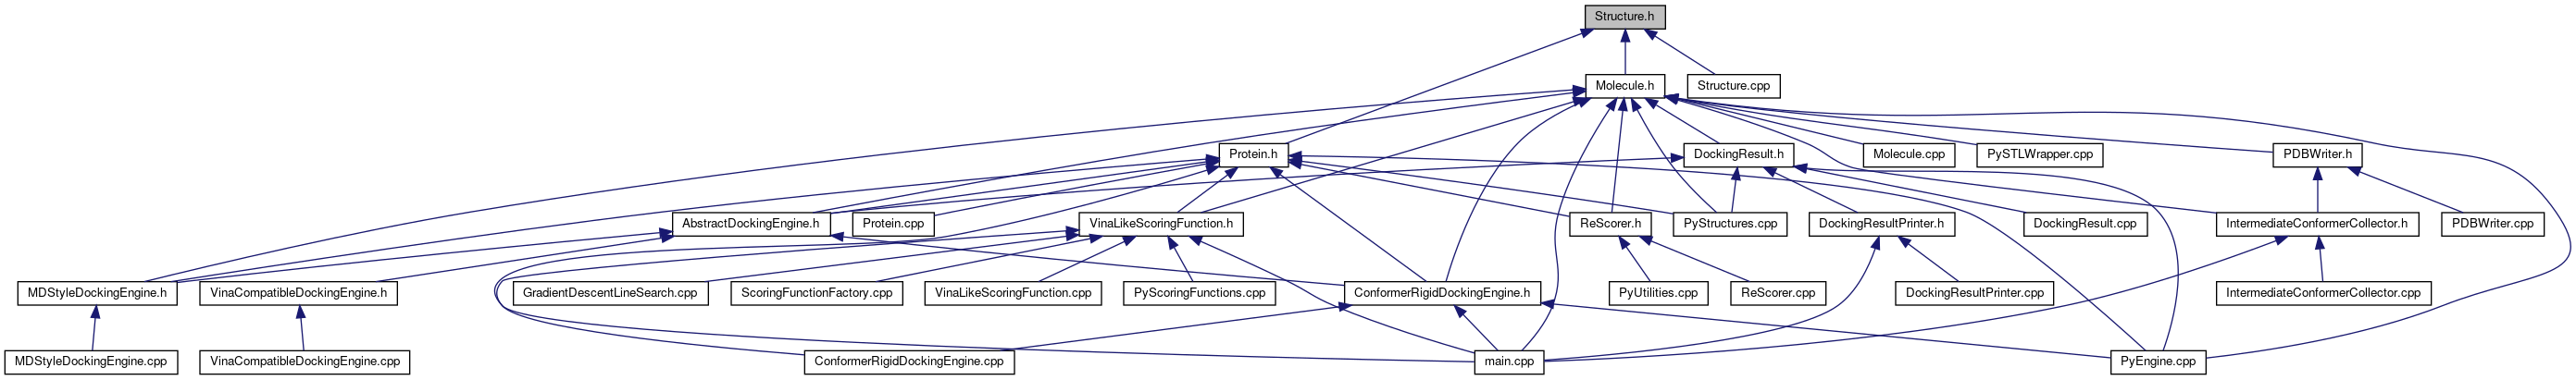 Structure.h
Molecule.h
Structure.cpp
Protein.h
DockingResult.h
Molecule.cpp
PySTLWrapper.cpp
PDBWriter.h
AbstractDockingEngine.h
Protein.cpp
VinaLikeScoringFunction.h
ReScorer.h
PyStructures.cpp
DockingResultPrinter.h
DockingResult.cpp
IntermediateConformerCollector.h
PDBWriter.cpp
MDStyleDockingEngine.h
VinaCompatibleDockingEngine.h
GradientDescentLineSearch.cpp
ScoringFunctionFactory.cpp
VinaLikeScoringFunction.cpp
PyScoringFunctions.cpp
ConformerRigidDockingEngine.h
PyUtilities.cpp
ReScorer.cpp
DockingResultPrinter.cpp
IntermediateConformerCollector.cpp
MDStyleDockingEngine.cpp
VinaCompatibleDockingEngine.cpp
ConformerRigidDockingEngine.cpp
main.cpp
PyEngine.cpp